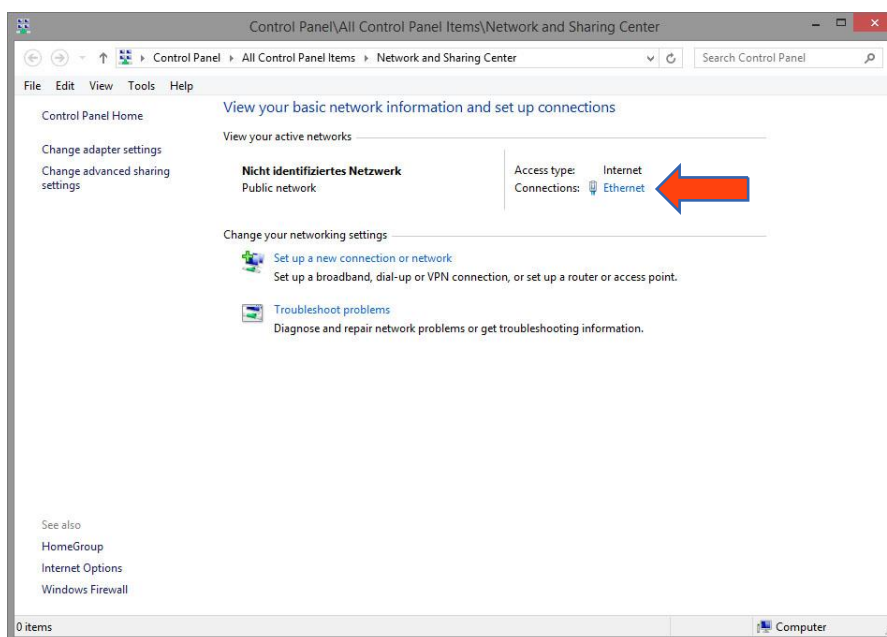 Control Panel\All Control Panel Items\Network and Sharing Center
Control Panel All Control Panel Items Network and Sharing Center
Search Control Panel
File Edit View Tools Help
Control Panel Home
Change adapter settings
Change advanced sharing
settings
View your basic network information and set up connections
View your active networks
Nicht identifiziertes Netzwerk
Public network
Access type: Internet
Connections: Ethernet
Change your networking settings
Set up a new connection or network
Set up a broadband, dial-up or VPN connection, or set up a router or access point.
Troubleshoot problems
Diagnose and repair network problems or get troubleshooting information.
See also
HomeGroup
Internet Options
Windows Firewall
0 items
Computer